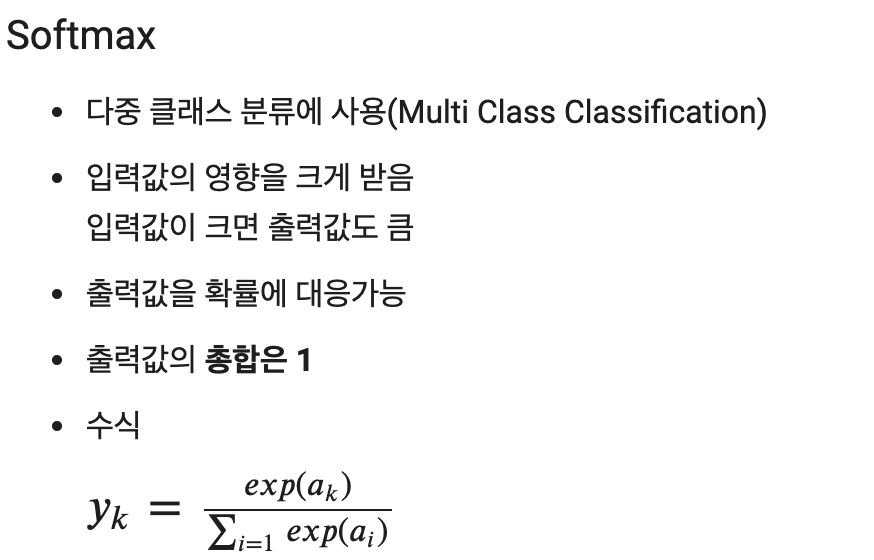 Softmax
• 다중 클래스 분류에 사용(Multi Class Classification)
• 입력값의 영향을 크게 받음
입력값이 크면 출력값도 큼
• 출력값을 확률에 대응가능
• 출력값의 총합은 1
• 수식
y_k = exp(a_k) / ∑_{i=1} exp(a_i)